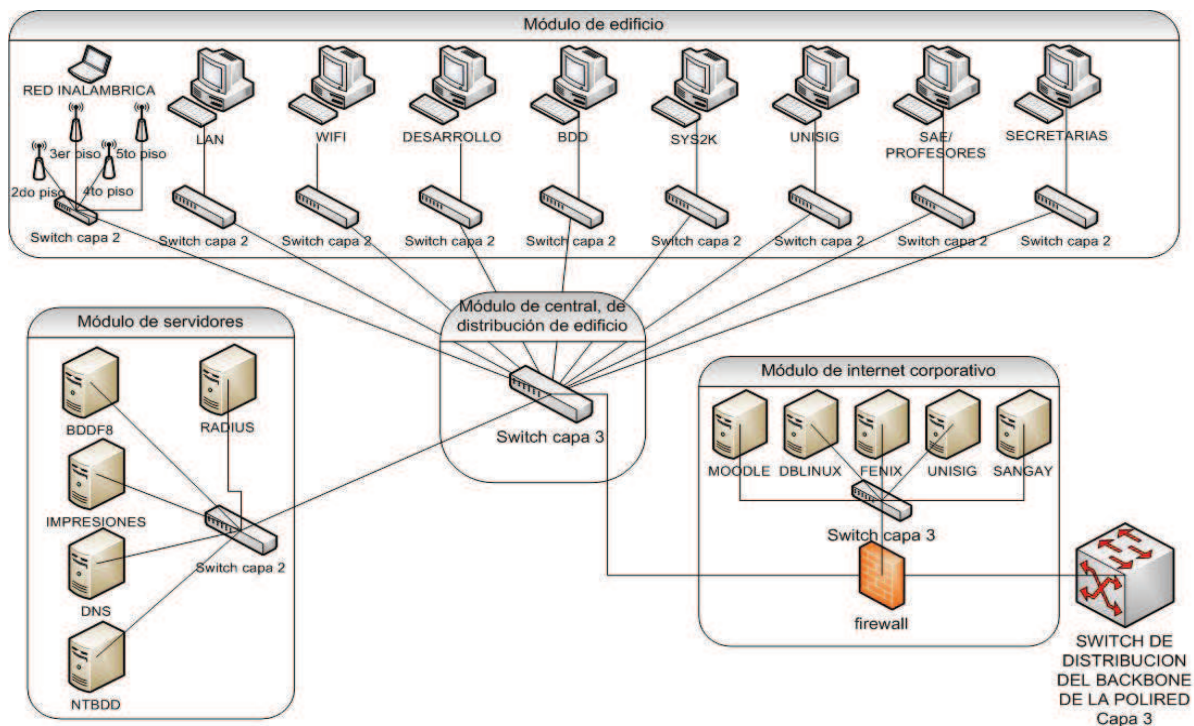 Módulo de edificio
RED INALAMBRICA
3er piso
5to piso
2do piso
4to piso
LAN
WIFI
DESARROLLO
BDD
SYS2K
UNISIG
SAE/
PROFESORES
SECRETARIAS
Switch capa 2
Switch capa 2
Switch capa 2
Switch capa 2
Switch capa 2
Switch capa 2
Switch capa 2
Switch capa 2
Switch capa 2
Módulo de central, de
distribución de edificio
Switch capa 3
Módulo de servidores
BDDF8
RADIUS
IMPRESIONES
Switch capa 2
DNS
NTBDD
Módulo de internet corporativo
MOODLE
DBLINUX
FENIX
UNISIG
SANGAY
Switch capa 3
firewall
SWITCH DE
DISTRIBUCION
DEL BACKBONE
DE LA POLIRED
Capa 3